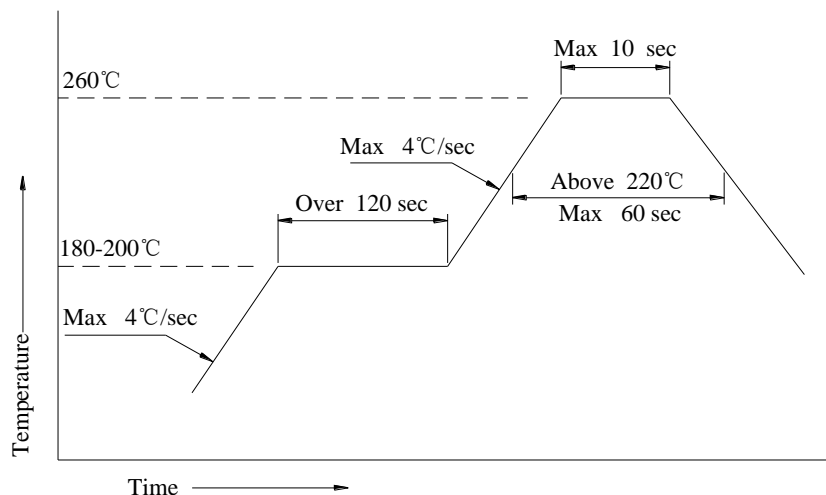 Max 10 sec
260℃
Max 4℃/sec
Above 220℃
Max 60 sec
Over 120 sec
180-200℃
Max 4℃/sec
Temperature
Time